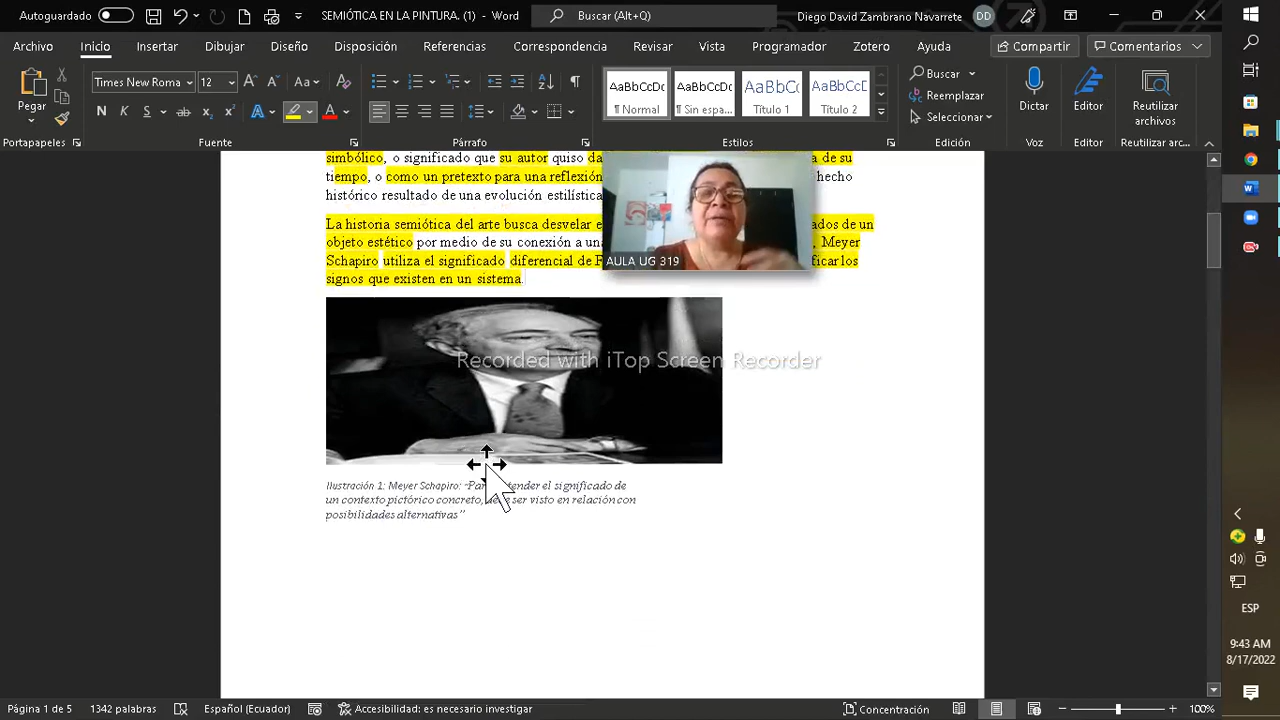 Autoguardado
SEMIÓTICA EN LA PINTURA. (1) - Word
Buscar (Alt+Q)
Diego David Zambrano Navarrete
DD
Archivo Inicio Insertar Dibujar Diseño Disposición Referencias Correspondencia Revisar Vista Programador Zotero Ayuda Compartir Comentarios
Pegar
Times New Roma 12
Aa
N K S ab x₂ x² A A
AaBbCcDc AaBbCcDc AaBbC( AaBbCcD
¶ Normal ¶ Sin espa... Título 1 Título 2
Buscar
Reemplazar
Seleccionar
Dictar
Editor
Reutilizar archivos
Portapapeles Fuente Párrafo Estilos Edición Voz Editor Reutilizar arc...
simbólico, o significado que su autor quiso a de su
tiempo, o como un pretexto para una reflexión hecho
histórico resultado de una evolución estilística
La historia semiótica del arte busca desvelar e ados de un
objeto estético por medio de su conexión a una , Meyer
Schapiro utiliza el significado diferencial de ficar los
signos que existen en un sistema.
AULA UG 319
Recorded with iTop Screen Recorder
Ilustración 1: Meyer Schapiro: tender el significado de
un contexto pictórico concreto, ser visto en relación con
posibilidades alternativas”
ESP
9:43 AM
8/17/2022
Página 1 de 5 1342 palabras Español (Ecuador) Accesibilidad: es necesario investigar Concentración 100%